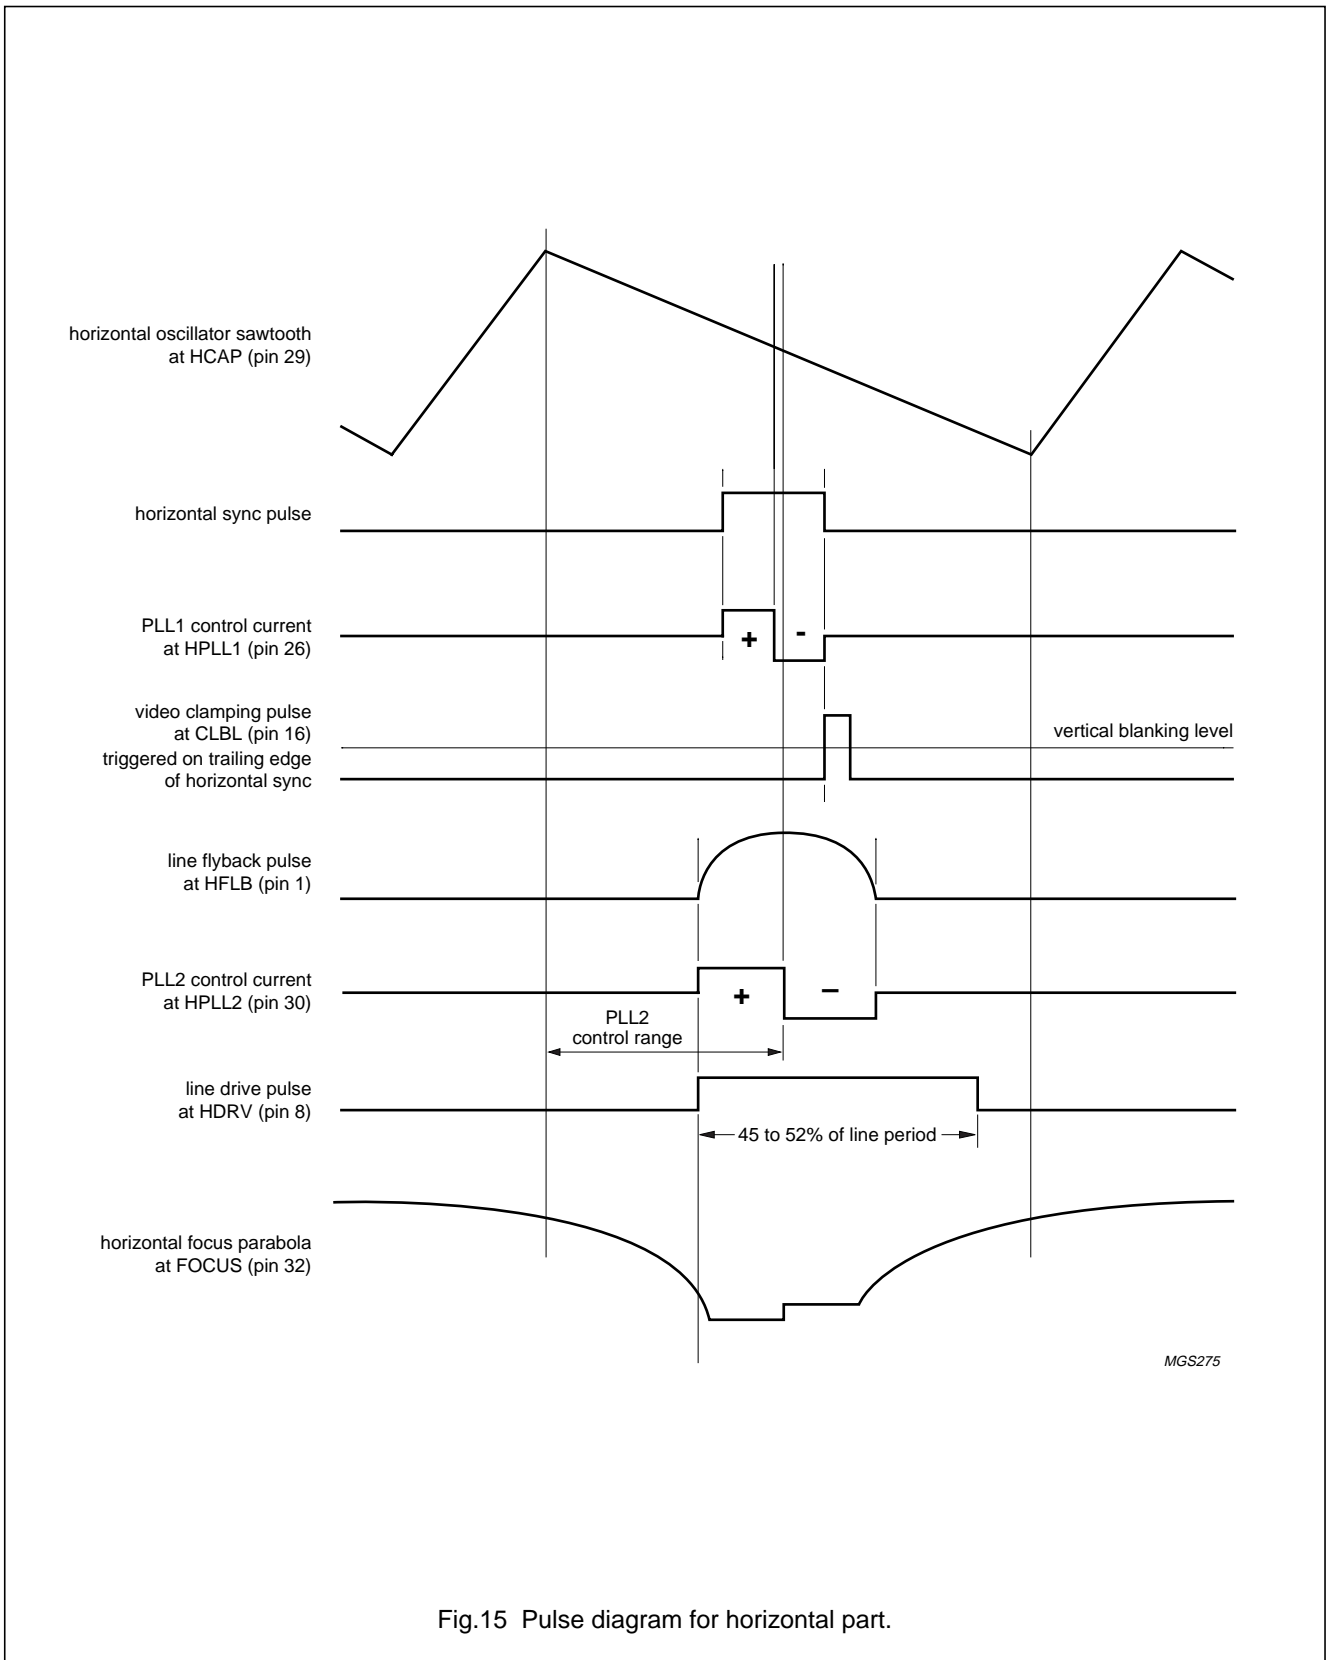 horizontal oscillator sawtooth
at HCAP (pin 29)
horizontal sync pulse
PLL1 control current
at HPLL1 (pin 26)
+
-
video clamping pulse
at CLBL (pin 16)
vertical blanking level
triggered on trailing edge
of horizontal sync
line flyback pulse
at HFLB (pin 1)
PLL2 control current
at HPLL2 (pin 30)
+
–
PLL2
control range
line drive pulse
at HDRV (pin 8)
45 to 52% of line period
horizontal focus parabola
at FOCUS (pin 32)
MGS275
Fig.15 Pulse diagram for horizontal part.